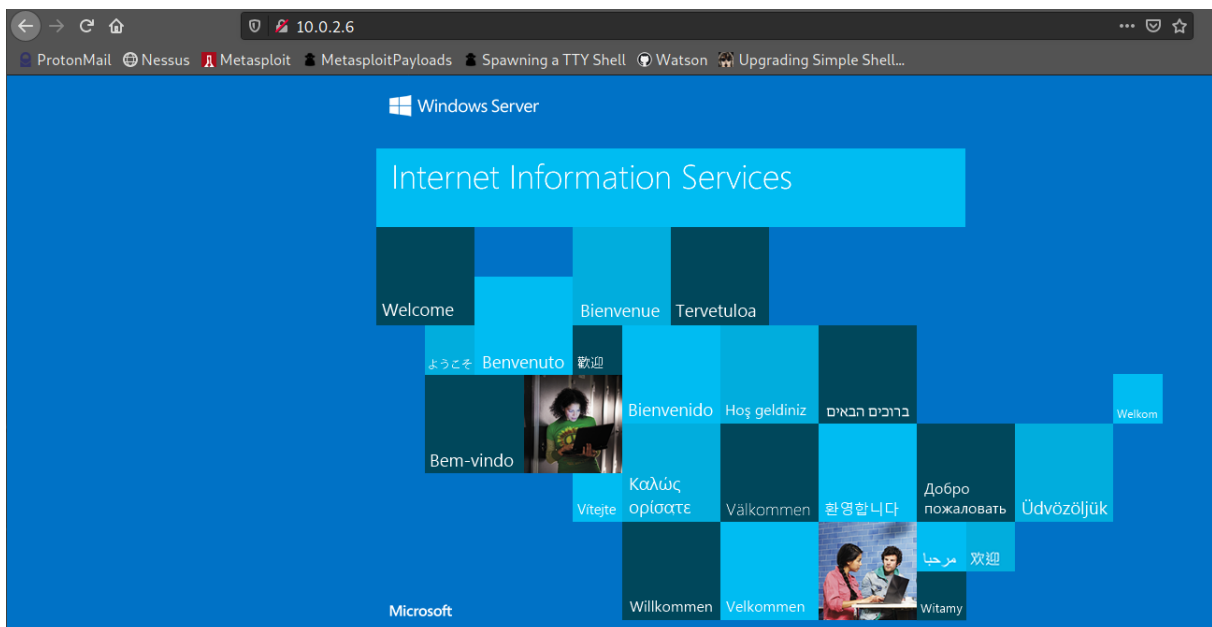 10.0.2.6
ProtonMail Nessus Metasploit MetasploitPayloads Spawning a TTY Shell Watson Upgrading Simple Shell...
Windows Server
Internet Information Services
Welcome
Bienvenue
Tervetuloa
ようこそ
Benvenuto
歡迎
Bienvenido
Hoş geldiniz
ברוכים הבאים
Welkom
Bem-vindo
Vítejte
Καλώς
ορίσατε
Välkommen
환영합니다
Добро
пожаловать
Üdvözöljük
مرحبا
欢迎
Microsoft
Willkommen
Velkommen
Witamy